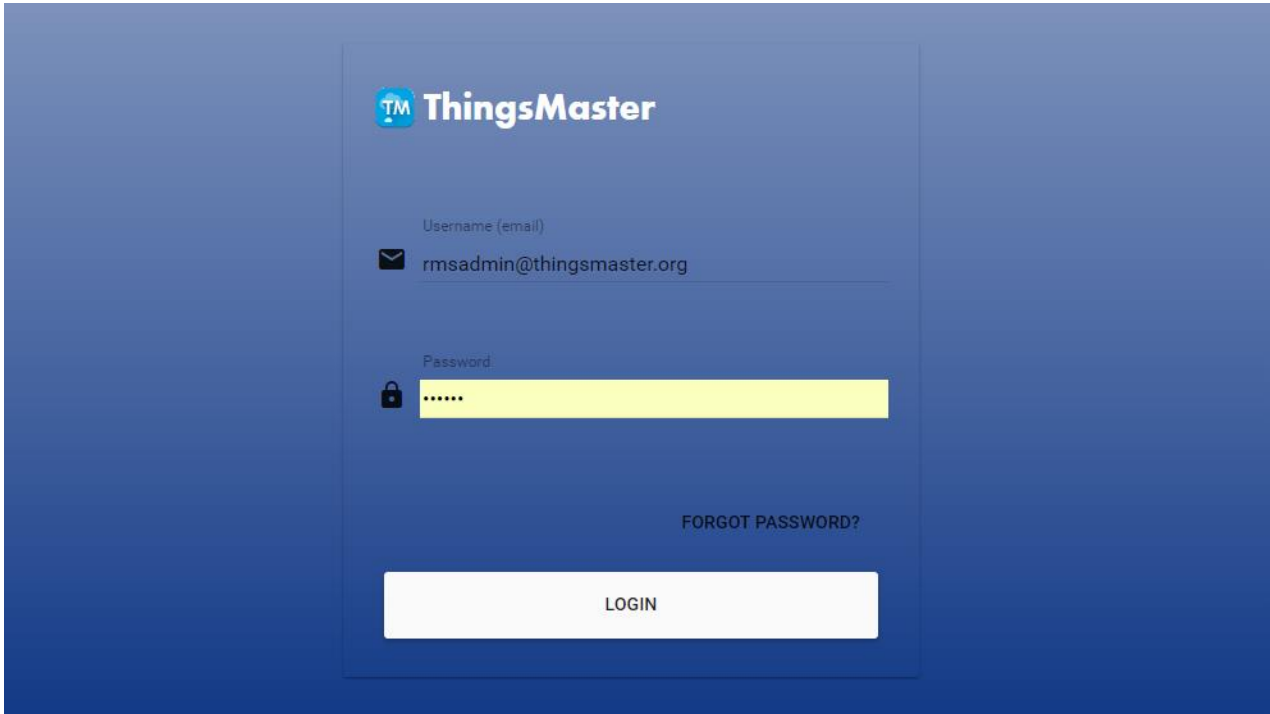 TM ThingsMaster
Username (email)
rmsadmin@thingsmaster.org
Password
••••••
FORGOT PASSWORD?
LOGIN